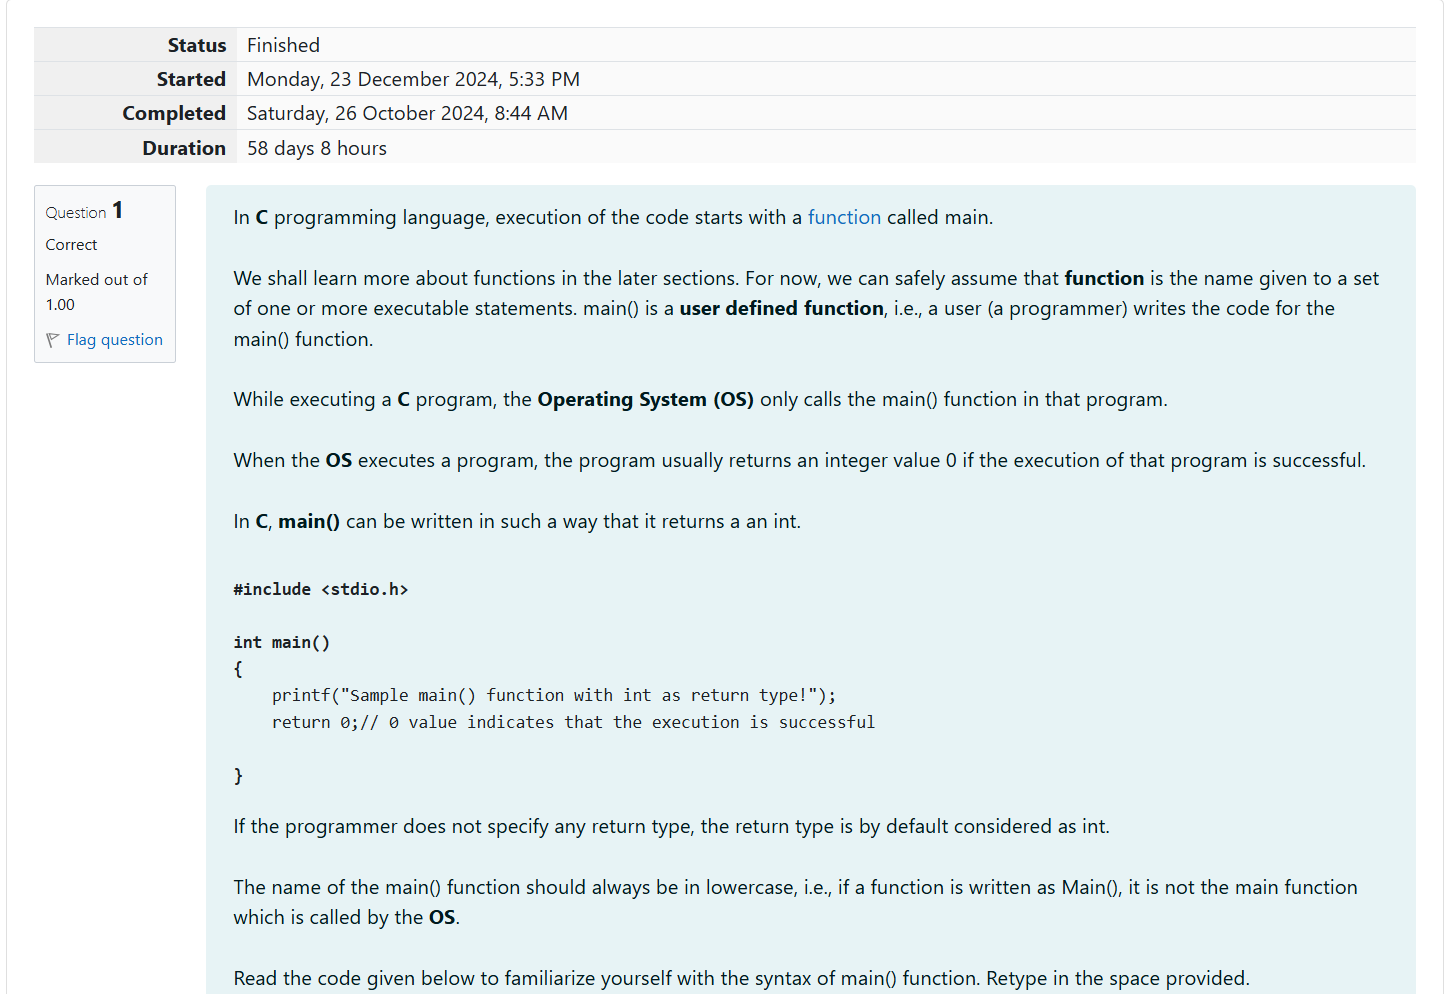 Status Finished
Started Monday, 23 December 2024, 5:33 PM
Completed Saturday, 26 October 2024, 8:44 AM
Duration 58 days 8 hours
Question 1
Correct
Marked out of
1.00
Flag question
In C programming language, execution of the code starts with a function called main.
We shall learn more about functions in the later sections. For now, we can safely assume that function is the name given to a set
of one or more executable statements. main() is a user defined function, i.e., a user (a programmer) writes the code for the
main() function.
While executing a C program, the Operating System (OS) only calls the main() function in that program.
When the OS executes a program, the program usually returns an integer value 0 if the execution of that program is successful.
In C, main() can be written in such a way that it returns a an int.
#include <stdio.h>
int main()
{
    printf("Sample main() function with int as return type!");
    return 0;// 0 value indicates that the execution is successful
}
If the programmer does not specify any return type, the return type is by default considered as int.
The name of the main() function should always be in lowercase, i.e., if a function is written as Main(), it is not the main function
which is called by the OS.
Read the code given below to familiarize yourself with the syntax of main() function. Retype in the space provided.